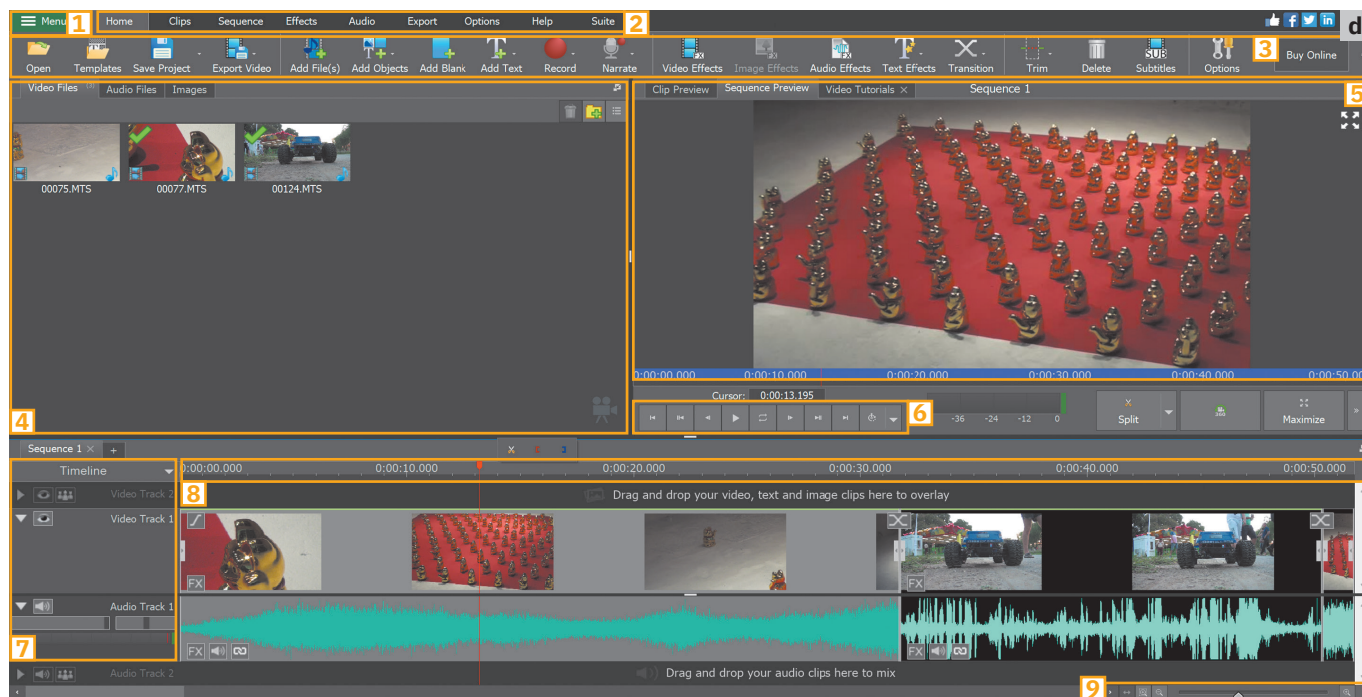 1 Menu Home Clips Sequence Effects Audio Export Options Help Suite 2 f in d
Open Templates Save Project Export Video Add File(s) Add Objects Add Blank Add Text Record Narrate Video Effects Image Effects Audio Effects Text Effects Transition Trim Delete Subtitles Options 3 Buy Online
Video Files Audio Files Images Clip Preview Sequence Preview Video Tutorials × Sequence 1 5
00075.MTS 00077.MTS 00124.MTS
0:00:00.000 0:00:10.000 0:00:20.000 0:00:30.000 0:00:40.000 0:00:50.00
Cursor: 0:00:13.195
4 6 -36 -24 -12 0 Split 360 Maximize »
Sequence 1 × +
Timeline 0:00:00.000 0:00:10.000 0:00:20.000 0:00:30.000 0:00:40.000 0:00:50.000
Video Track 2 8 Drag and drop your video, text and image clips here to overlay
Video Track 1
FX FX
Audio Track 1
7 FX FX
Audio Track 2 Drag and drop your audio clips here to mix
9